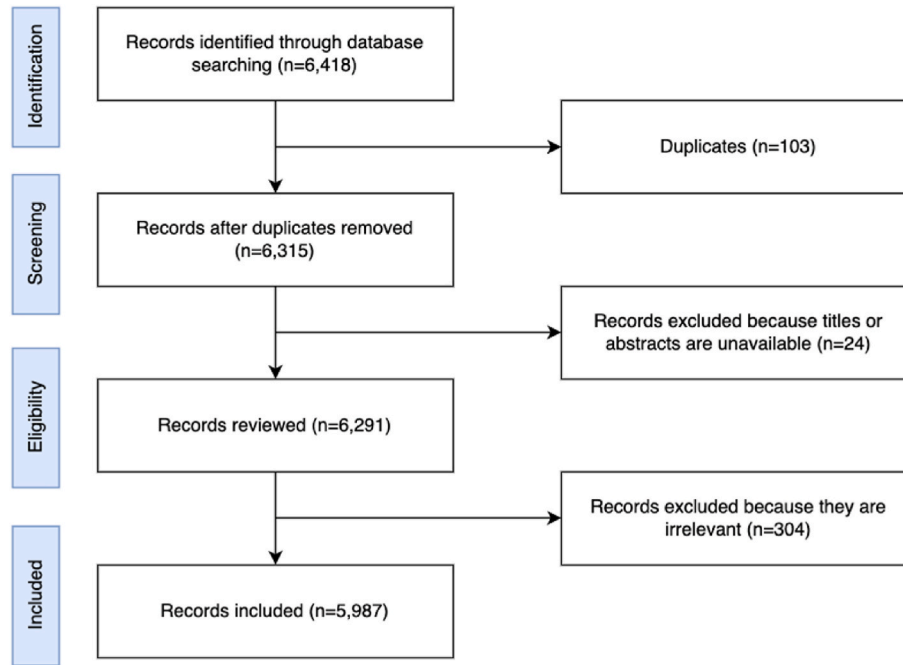 Identification
Records identified through database
searching (n=6,418)
Duplicates (n=103)
Screening
Records after duplicates removed
(n=6,315)
Records excluded because titles or
abstracts are unavailable (n=24)
Eligibility
Records reviewed (n=6,291)
Records excluded because they are
irrelevant (n=304)
Included
Records included (n=5,987)